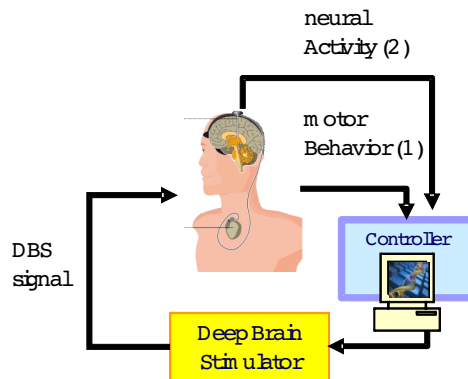 neural
Activity(2)
motor
Behavior(1)
Controller
DBS
signal
Deep Brain
Stimulator